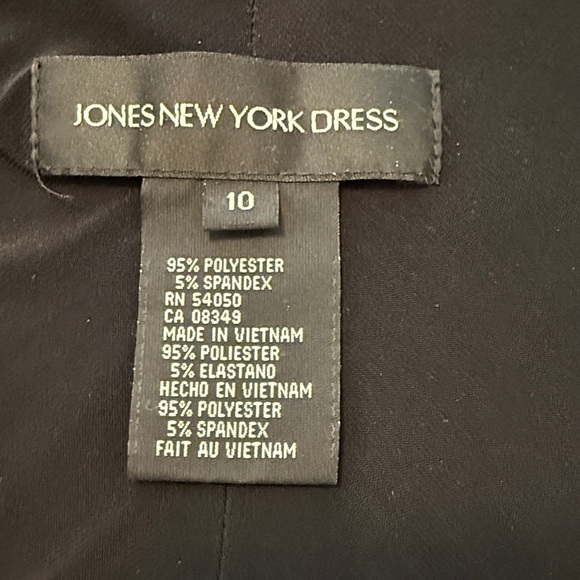 JONES NEW YORK DRESS
10
95% POLYESTER
5% SPANDEX
RN 54050
CA 08349
MADE IN VIETNAM
95% POLIESTER
5% ELASTANO
HECHO EN VIETNAM
95% POLYESTER
5% SPANDEX
FAIT AU VIETNAM